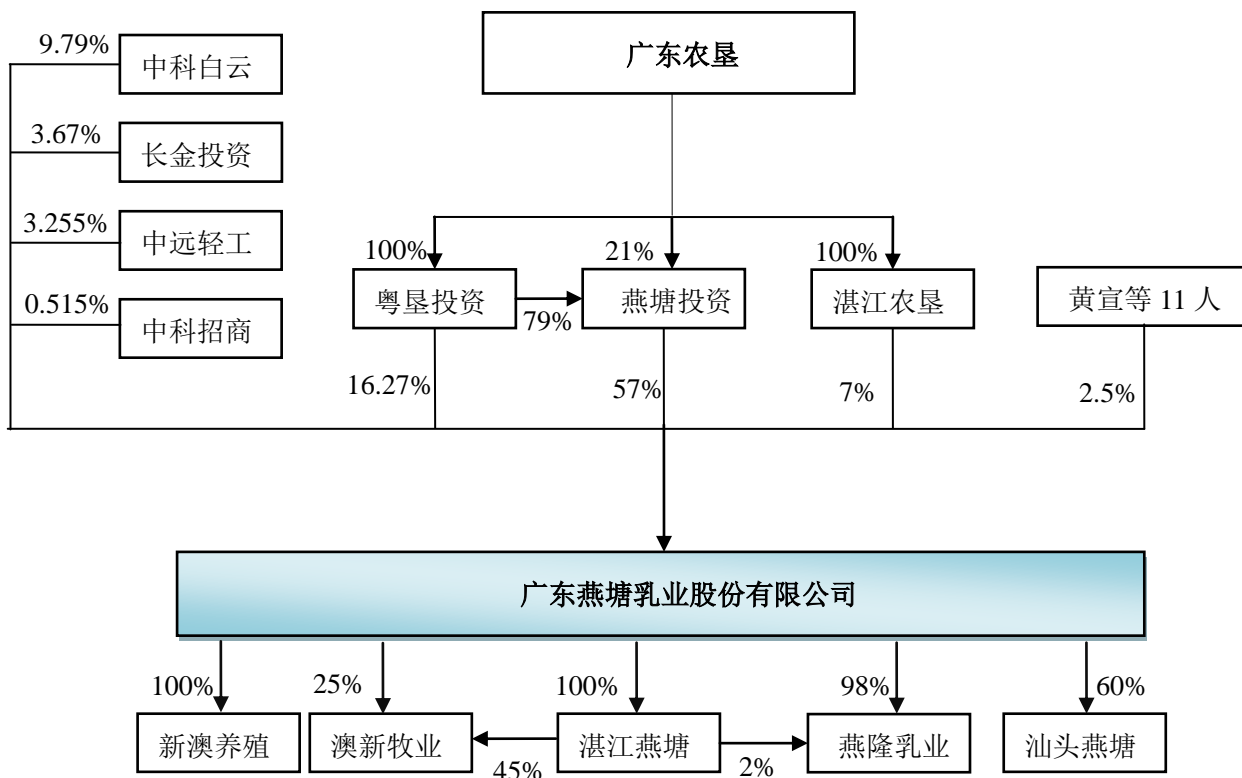 广东农垦
9.79%
中科白云
3.67%
长金投资
3.255%
中远轻工
0.515%
中科招商
100%
21%
100%
粤垦投资
79%
燕塘投资
湛江农垦
黄宣等 11 人
16.27%
57%
7%
2.5%
广东燕塘乳业股份有限公司
100%
25%
100%
98%
60%
新澳养殖
澳新牧业
湛江燕塘
燕隆乳业
汕头燕塘
45%
2%